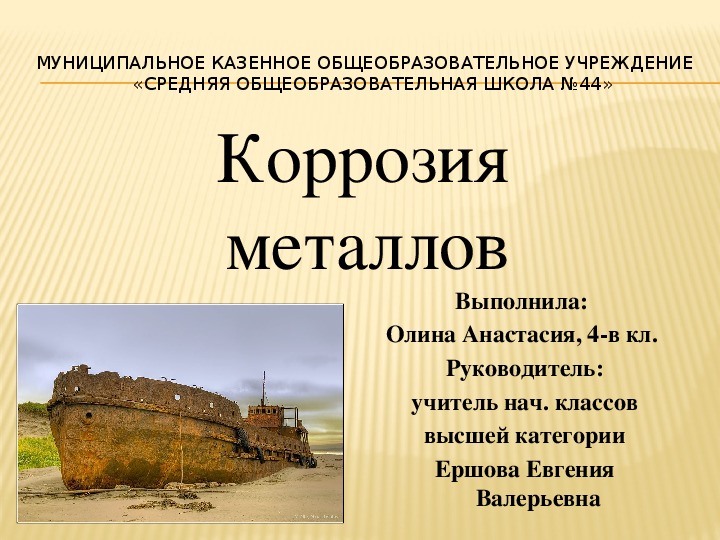 МУНИЦИПАЛЬНОЕ КАЗЕННОЕ ОБЩЕОБРАЗОВАТЕЛЬНОЕ УЧРЕЖДЕНИЕ
«СРЕДНЯЯ ОБЩЕОБРАЗОВАТЕЛЬНАЯ ШКОЛА №44»
Коррозия
металлов
Выполнила:
Олина Анастасия, 4-в кл.
Руководитель:
учитель нач. классов
высшей категории
Ершова Евгения
Валерьевна